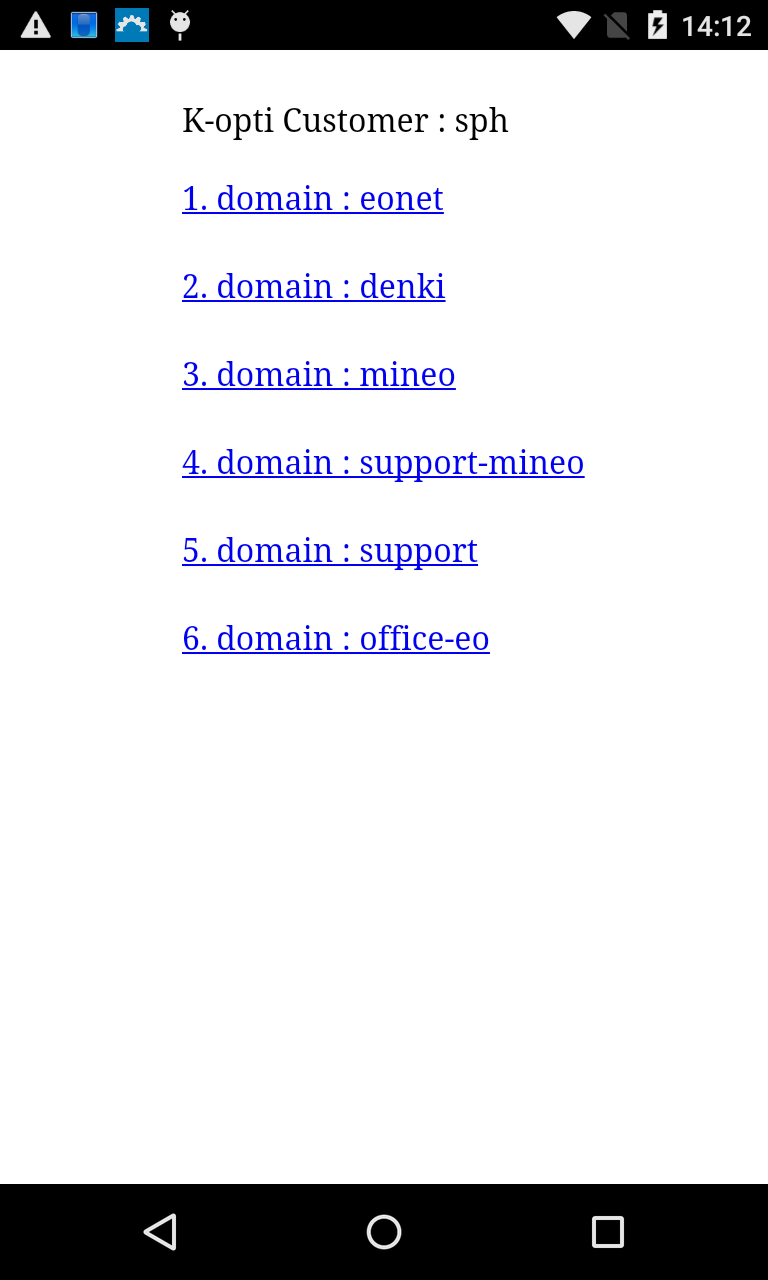 14:12
K-opti Customer : sph
1. domain : eonet
2. domain : denki
3. domain : mineo
4. domain : support-mineo
5. domain : support
6. domain : office-eo